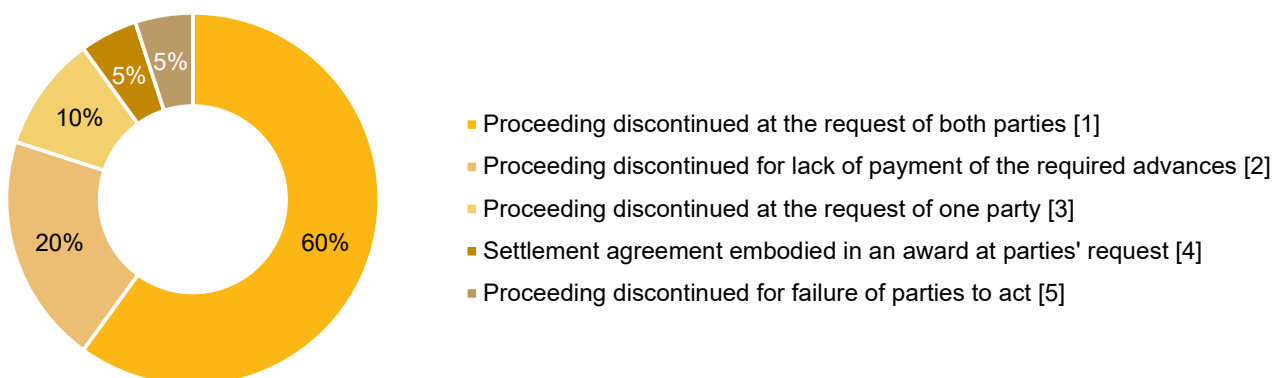 5%
5%
10%
20%
60%
Proceeding discontinued at the request of both parties [1]
Proceeding discontinued for lack of payment of the required advances [2]
Proceeding discontinued at the request of one party [3]
Settlement agreement embodied in an award at parties' request [4]
Proceeding discontinued for failure of parties to act [5]